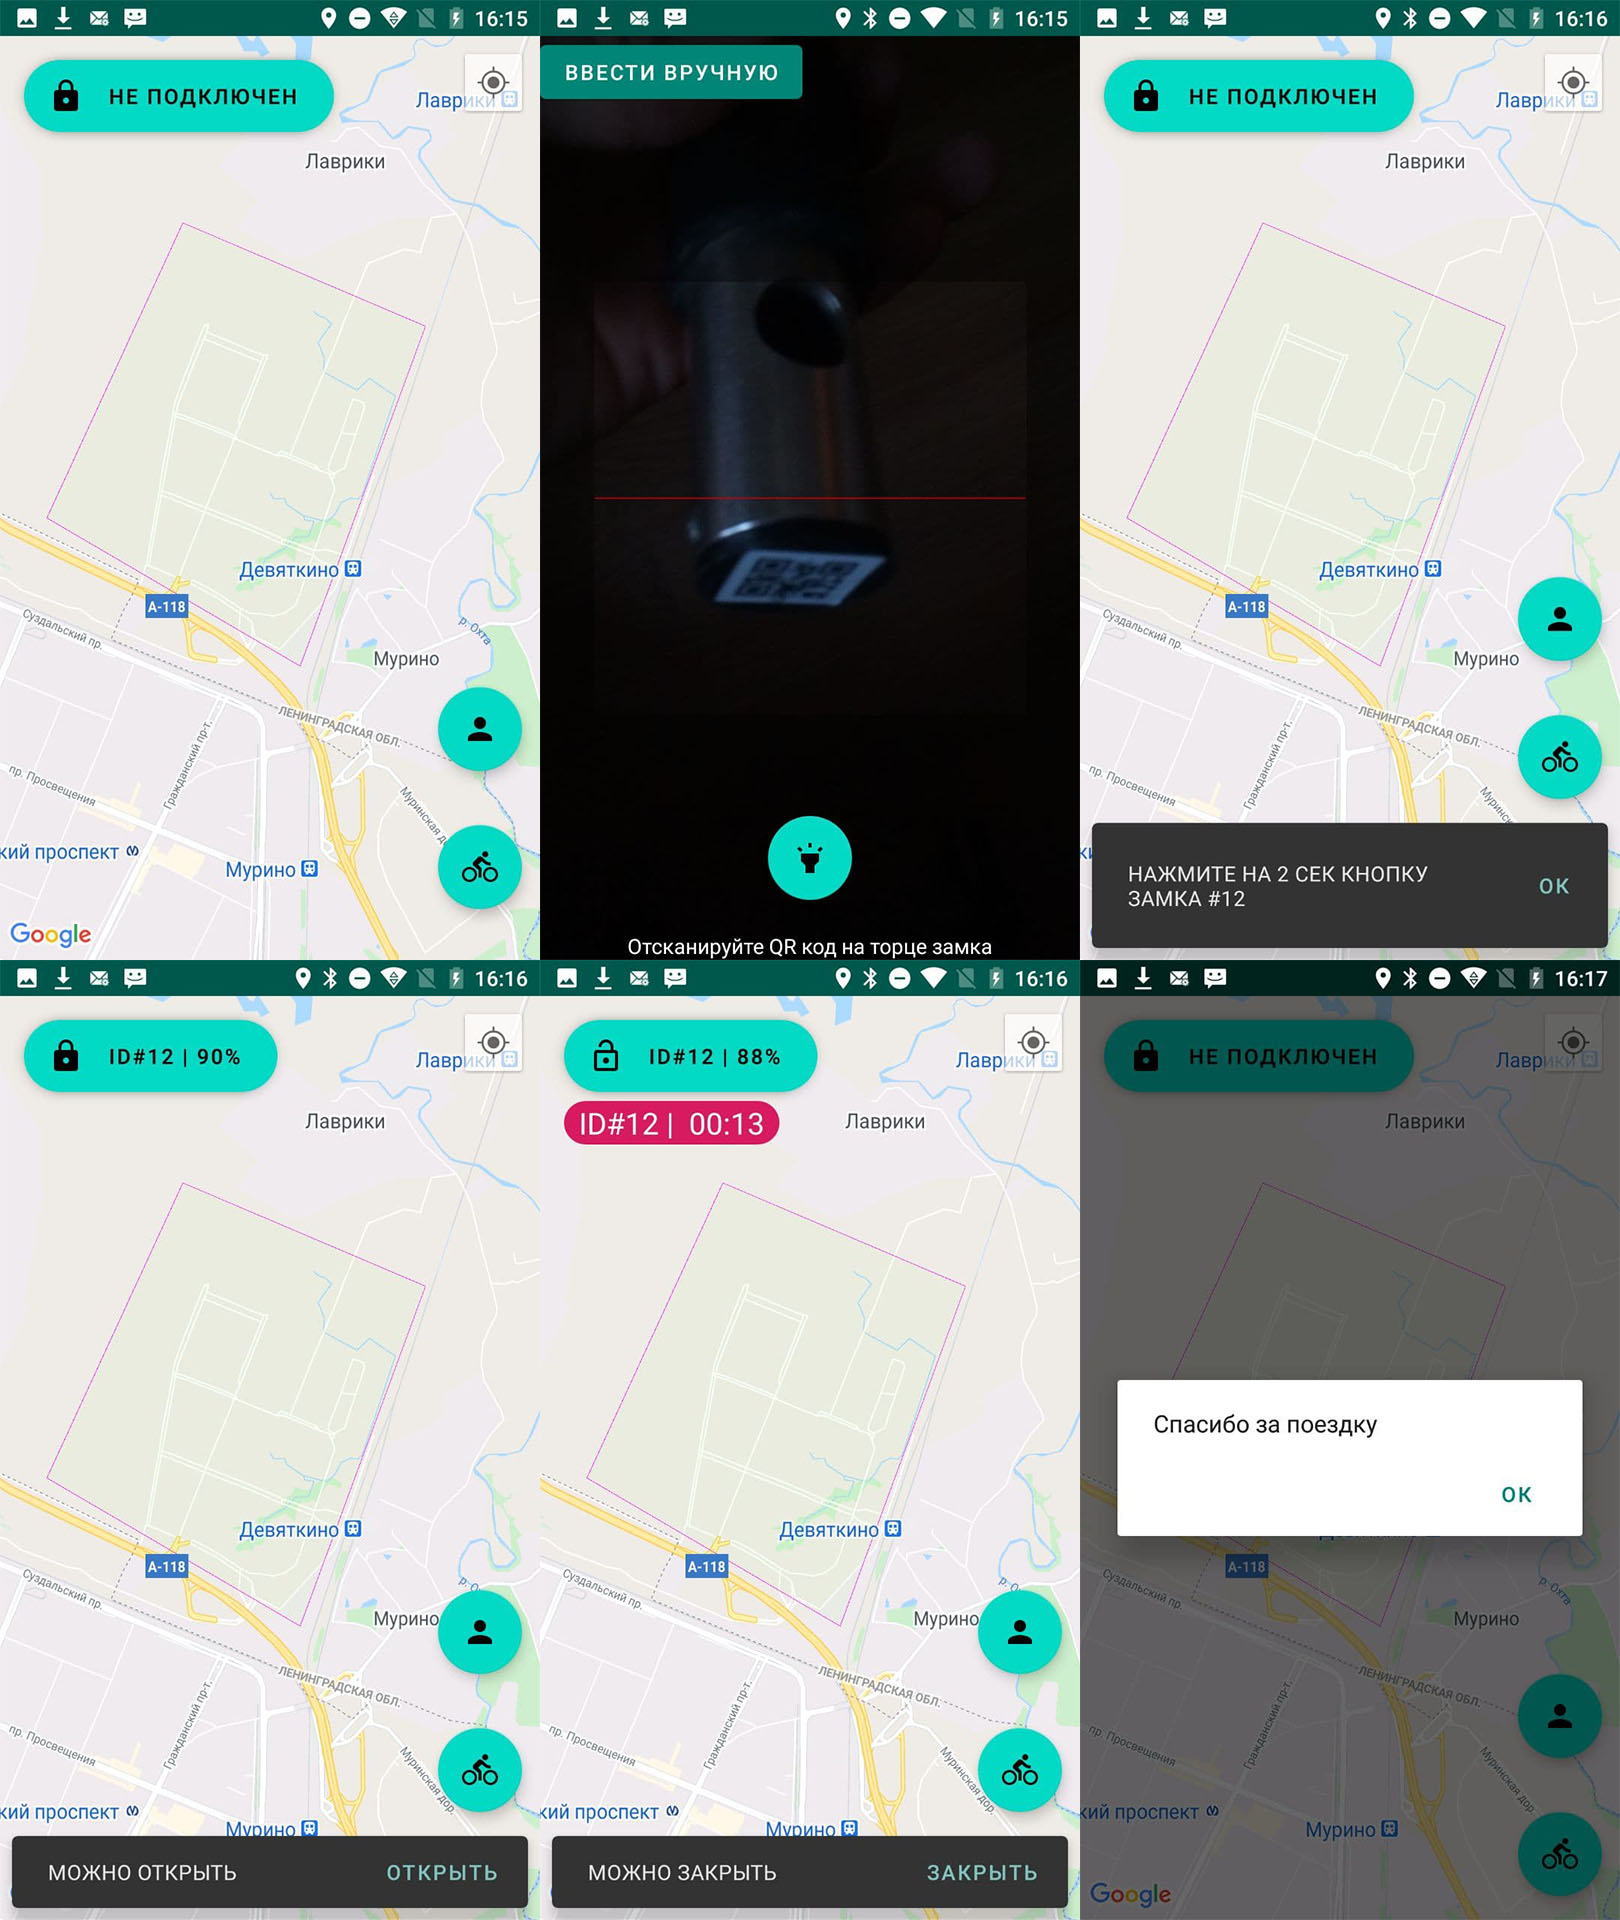 16:15
НЕ ПОДКЛЮЧЕН
Лаврики
Лаврики
Девяткино
А-118
Суздальский пр.
р. Охта
Мурино
ЛЕНИНГРАДСКАЯ ОБЛ.
Гражданский пр-т.
пр. Просвещения
Муринская до
кий проспект
Мурино
Google
16:15
ВВЕСТИ ВРУЧНУЮ
Отсканируйте QR код на торце замка
16:16
НЕ ПОДКЛЮЧЕН
Лаврики
Лаврики
Девяткино
А-118
Суздальский пр.
Мурино
ЛЕНИНГРАДСКАЯ ОБЛ.
Гражданский пр-т.
пр. Просвещения
НАЖМИТЕ НА 2 СЕК КНОПКУ
ЗАМКА #12
ОК
16:16
ID#12 | 90%
Лаврики
Лаврики
Девяткино
А-118
Суздальский пр.
Мурино
ЛЕНИНГРАДСКАЯ ОБЛ.
Гражданский пр-т.
пр. Просвещения
Муринская дор.
кий проспект
Мурино
МОЖНО ОТКРЫТЬ
ОТКРЫТЬ
16:16
ID#12 | 88%
ID#12 | 00:13
Лаврики
Лаврики
Девяткино
А-118
Суздальский пр.
Мурино
ЛЕНИНГРАДСКАЯ ОБЛ.
Гражданский пр-т.
пр. Просвещения
Муринская дор.
кий проспект
Мурино
МОЖНО ЗАКРЫТЬ
ЗАКРЫТЬ
16:17
НЕ ПОДКЛЮЧЕН
Лаврики
Лаврики
Спасибо за поездку
ОК
А-118
Суздальский пр.
р. Охта
Мурино
ЛЕНИНГРАДСКАЯ ОБЛ.
Гражданский пр-т.
пр. Просвещения
Муринская дор.
кий проспект
Мурино
Google